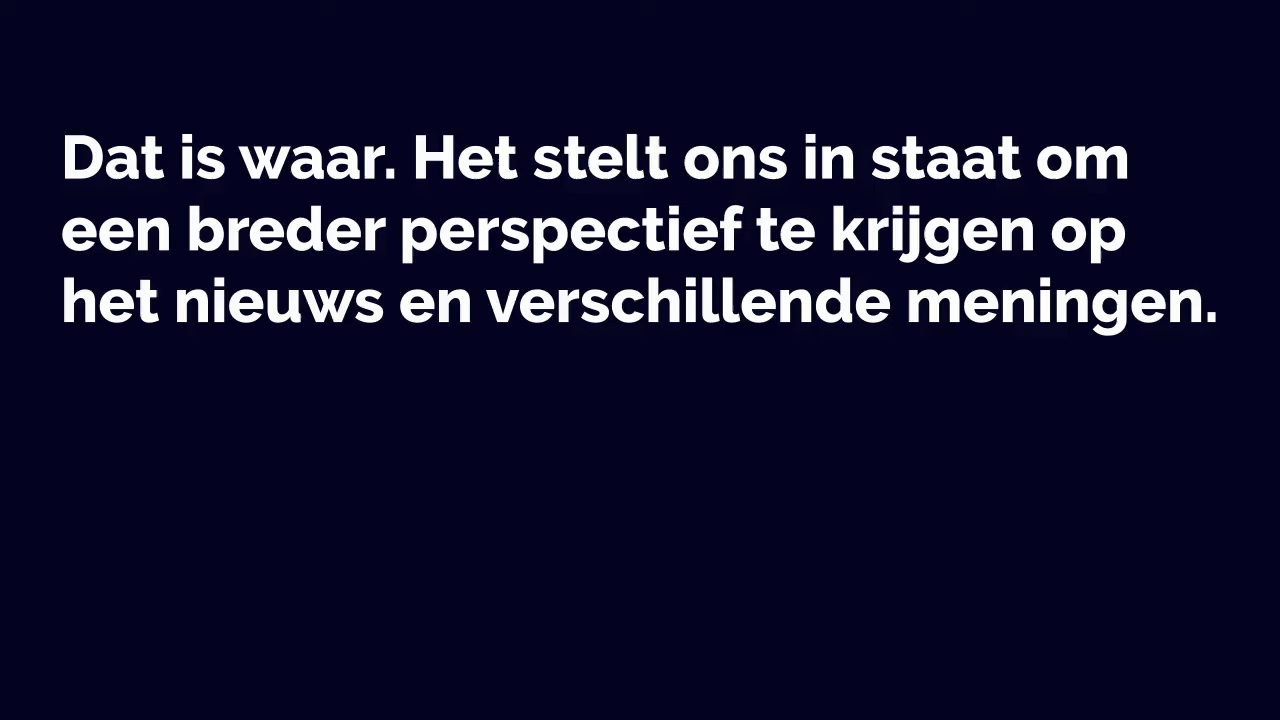 Dat is waar. Het stelt ons in staat om
een breder perspectief te krijgen op
het nieuws en verschillende meningen.